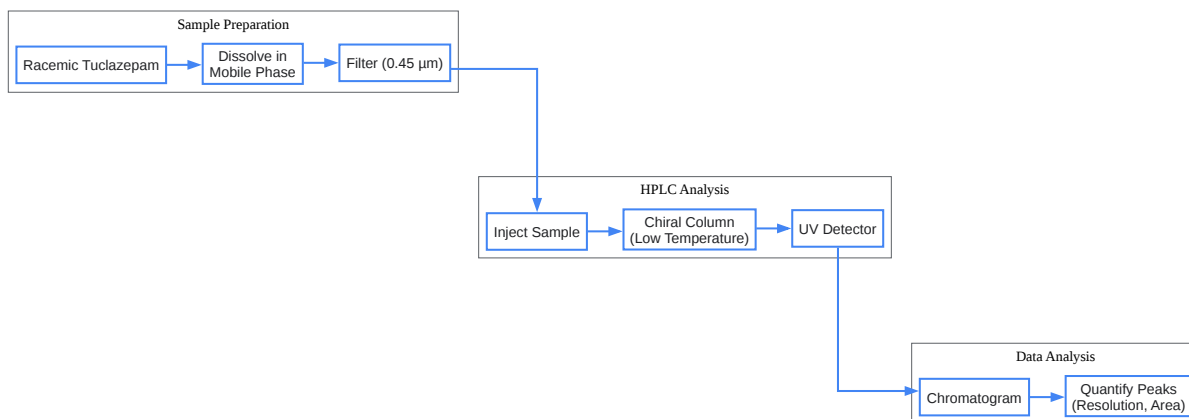 Sample Preparation
Racemic Tuclazepam
Dissolve in
Mobile Phase
Filter (0.45 µm)
HPLC Analysis
Inject Sample
Chiral Column
(Low Temperature)
UV Detector
Data Analysis
Chromatogram
Quantify Peaks
(Resolution, Area)